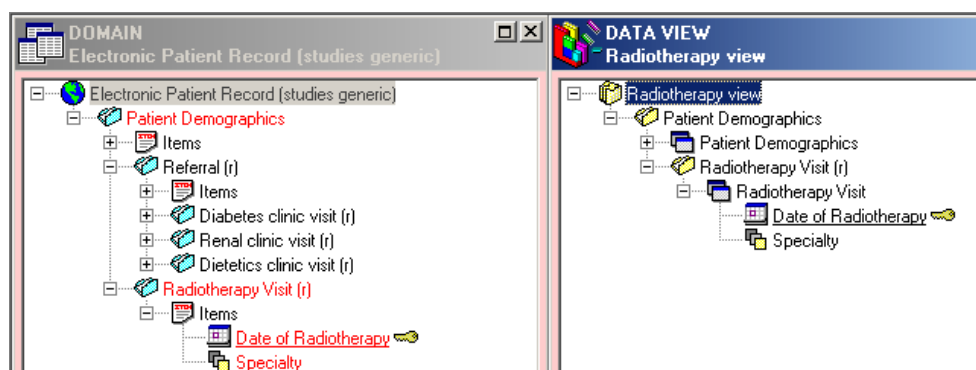 DOMAIN
Electronic Patient Record (studies generic)
Electronic Patient Record (studies generic)
Patient Demographics
Items
Referral (r)
Items
Diabetes clinic visit (r)
Renal clinic visit (r)
Dietetics clinic visit (r)
Radiotherapy Visit (r)
Items
Date of Radiotherapy
Specialty
DATA VIEW
Radiotherapy view
Radiotherapy view
Patient Demographics
Patient Demographics
Radiotherapy Visit (r)
Radiotherapy Visit
Date of Radiotherapy
Specialty